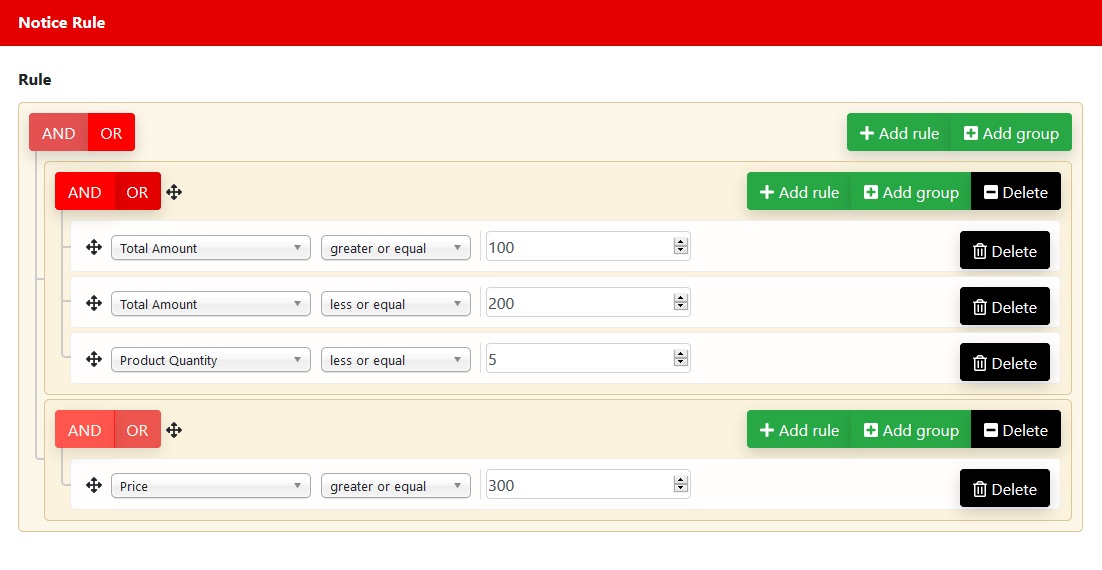 Notice Rule
Rule
AND OR Add rule Add group
AND OR Add rule Add group Delete
Total Amount greater or equal 100 Delete
Total Amount less or equal 200 Delete
Product Quantity less or equal 5 Delete
AND OR Add rule Add group Delete
Price greater or equal 300 Delete